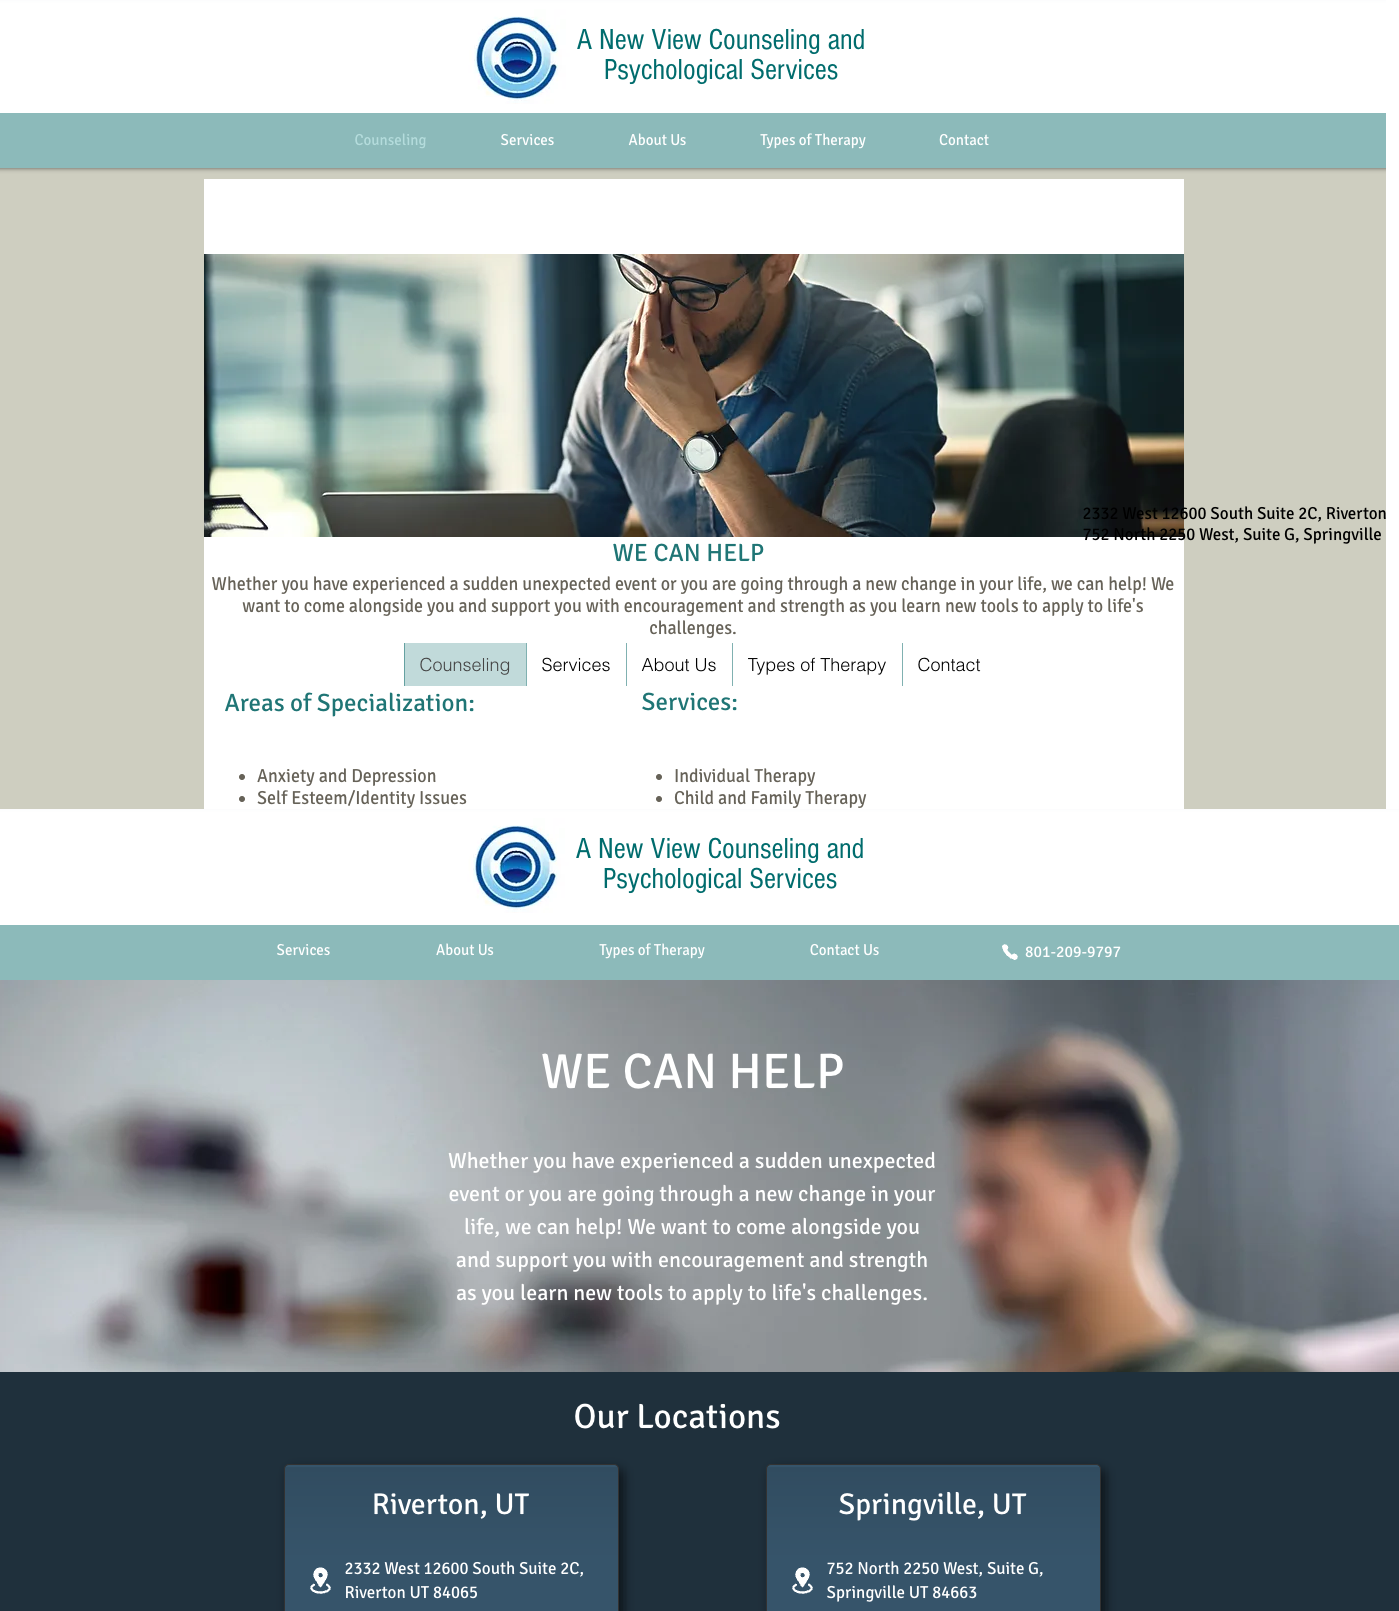 A New View Counseling and
Psychological Services
Counseling Services About Us Types of Therapy Contact
2332 West 12600 South Suite 2C, Riverton
752 North 2250 West, Suite G, Springville
WE CAN HELP
Whether you have experienced a sudden unexpected event or you are going through a new change in your life, we can help! We
want to come alongside you and support you with encouragement and strength as you learn new tools to apply to life's
challenges.
Counseling Services About Us Types of Therapy Contact
Areas of Specialization:
Services:
• Anxiety and Depression
• Self Esteem/Identity Issues
• Individual Therapy
• Child and Family Therapy
A New View Counseling and
Psychological Services
Services About Us Types of Therapy Contact Us 801-209-9797
WE CAN HELP
Whether you have experienced a sudden unexpected
event or you are going through a new change in your
life, we can help! We want to come alongside you
and support you with encouragement and strength
as you learn new tools to apply to life's challenges.
Our Locations
Riverton, UT
2332 West 12600 South Suite 2C,
Riverton UT 84065
Springville, UT
752 North 2250 West, Suite G,
Springville UT 84663